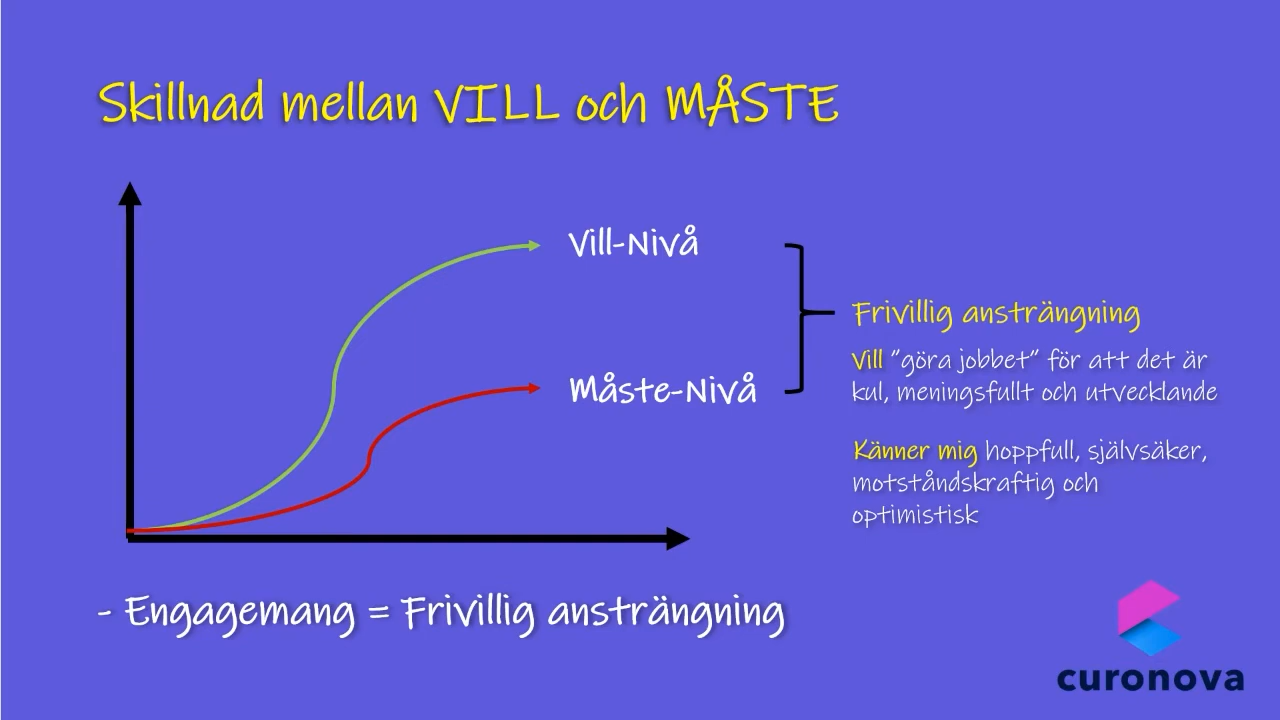 Skillnad mellan VILL och MÅSTE
Vill-Nivå
Måste-Nivå
Frivillig ansträngning
Vill "göra jobbet" för att det är
kul, meningsfullt och utvecklande
Känner mig hoppfull, självsäker,
motståndskraftig och
optimistisk
- Engagemang = Frivillig ansträngning
curonova